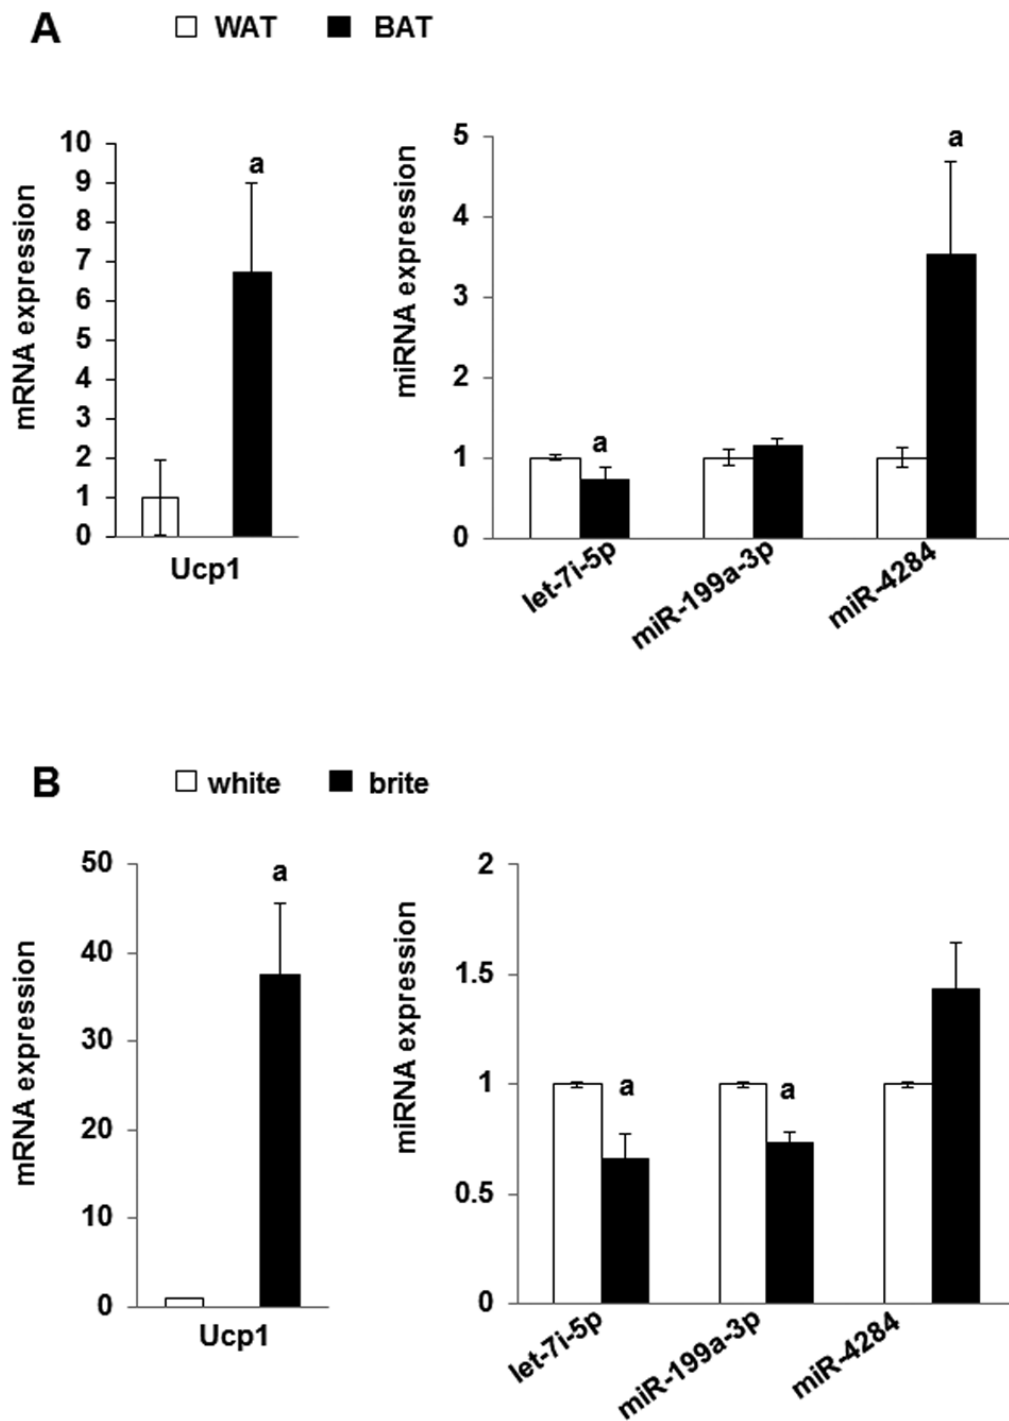 A
WAT BAT
mRNA expression
10
9
8
7
6
5
4
3
2
1
0
a
Ucp1
miRNA expression
5
4
3
2
1
0
a
a
let-7i-5p
miR-199a-3p
miR-4284
B
white brite
mRNA expression
50
40
30
20
10
0
a
Ucp1
miRNA expression
2
1.5
1
0.5
0
a
a
let-7i-5p
miR-199a-3p
miR-4284